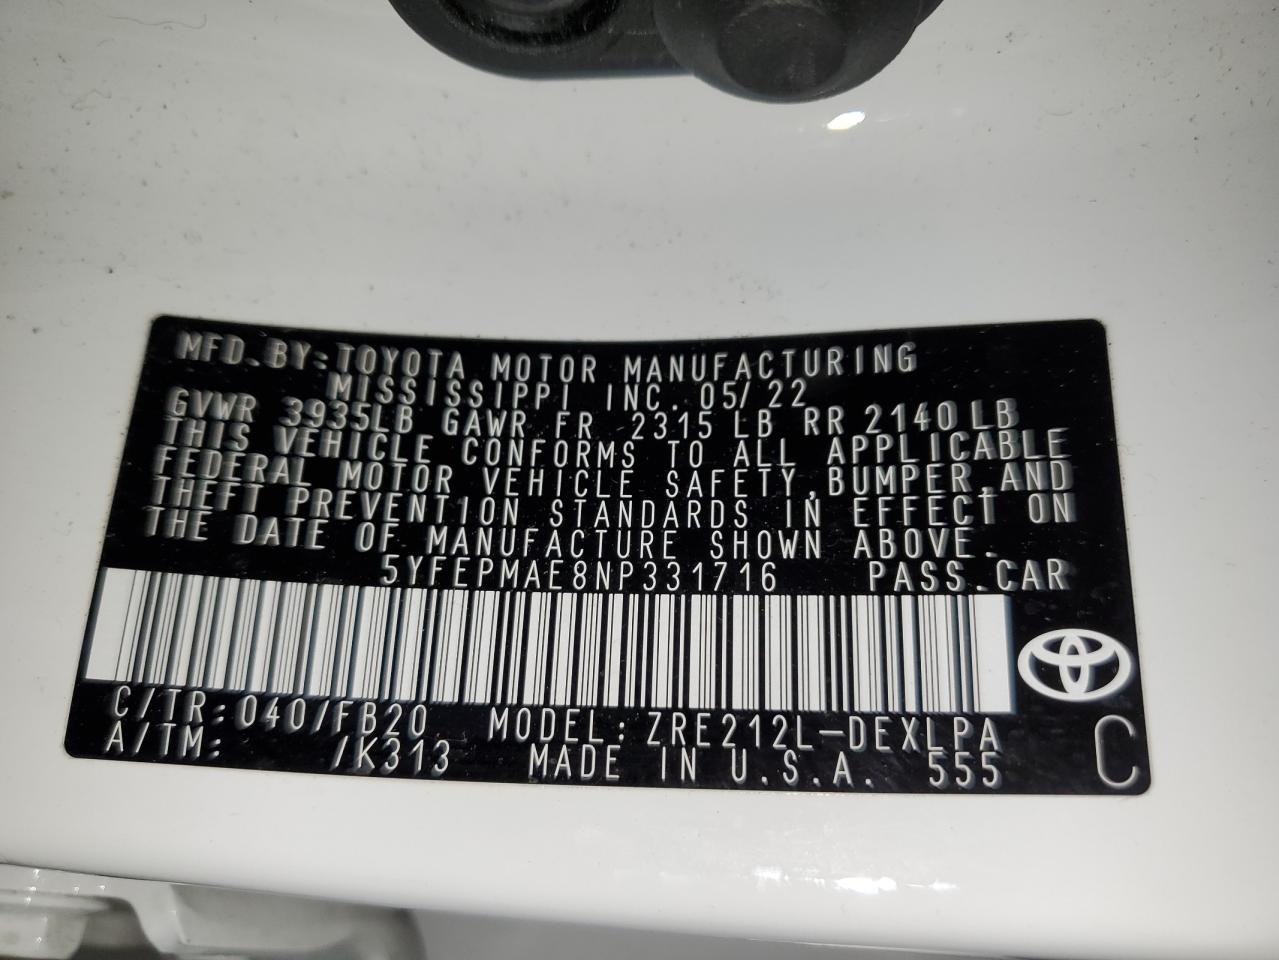 MFD.BY:TOYOTA MOTOR MANUFACTURING
MISSISSIPPI INC. 05/22
GVWR 3935LB GAWR FR 2315 LB RR 2140 LB
THIS VEHICLE CONFORMS TO ALL APPLICABLE
FEDERAL MOTOR VEHICLE SAFETY,BUMPER,AND
THEFT PREVENTION STANDARDS IN EFFECT ON
THE DATE OF MANUFACTURE SHOWN ABOVE.
5YFEPMAE8NP331716 PASS.CAR
C/TR:040/FB20 MODEL:ZRE212L-DEXLPA
A/TM: /K313 MADE IN U.S.A. 555 C